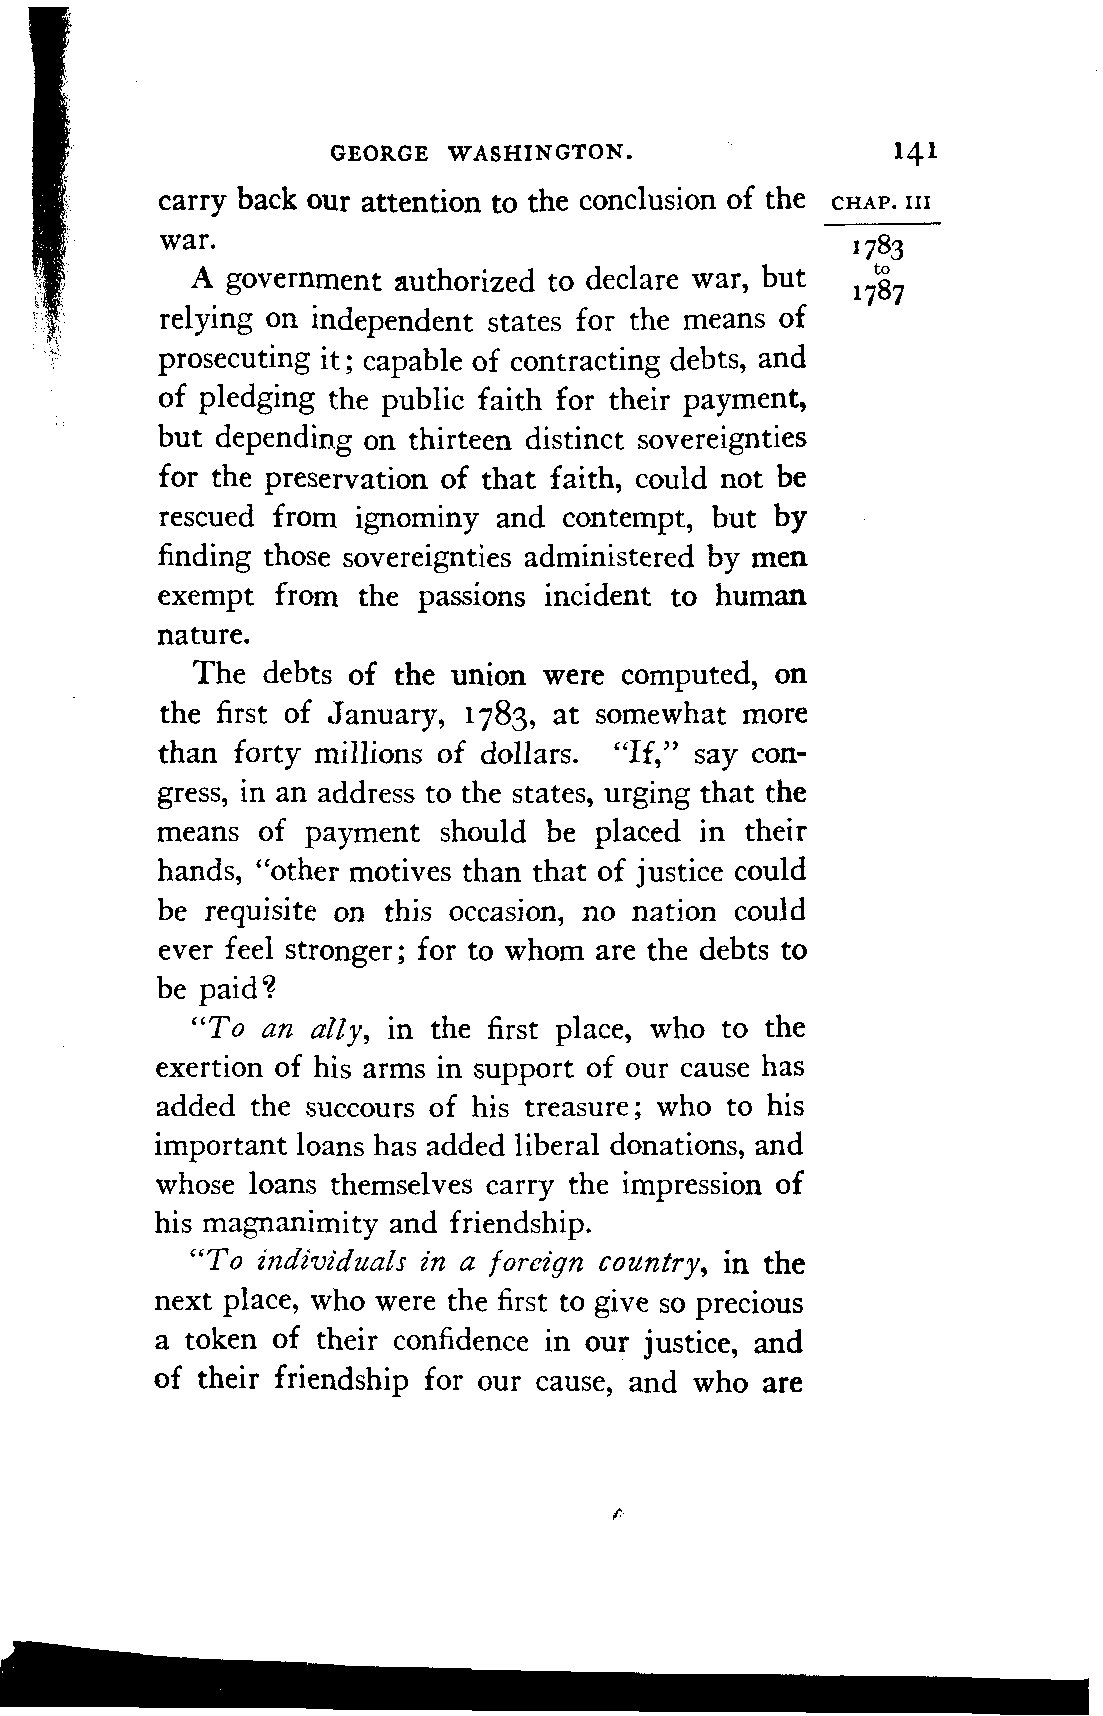 GEORGE WASHINGTON. 141
carry back our attention to the conclusion of the CHAP. III
war. 1783
A government authorized to declare war, but to
relying on independent states for the means of 1787
prosecuting it; capable of contracting debts, and
of pledging the public faith for their payment,
but depending on thirteen distinct sovereignties
for the preservation of that faith, could not be
rescued from ignominy and contempt, but by
finding those sovereignties administered by men
exempt from the passions incident to human
nature.
The debts of the union were computed, on
the first of January, 1783, at somewhat more
than forty millions of dollars. "If," say con-
gress, in an address to the states, urging that the
means of payment should be placed in their
hands, "other motives than that of justice could
be requisite on this occasion, no nation could
ever feel stronger; for to whom are the debts to
be paid?
"To an ally, in the first place, who to the
exertion of his arms in support of our cause has
added the succours of his treasure; who to his
important loans has added liberal donations, and
whose loans themselves carry the impression of
his magnanimity and friendship.
"To individuals in a foreign country, in the
next place, who were the first to give so precious
a token of their confidence in our justice, and
of their friendship for our cause, and who are